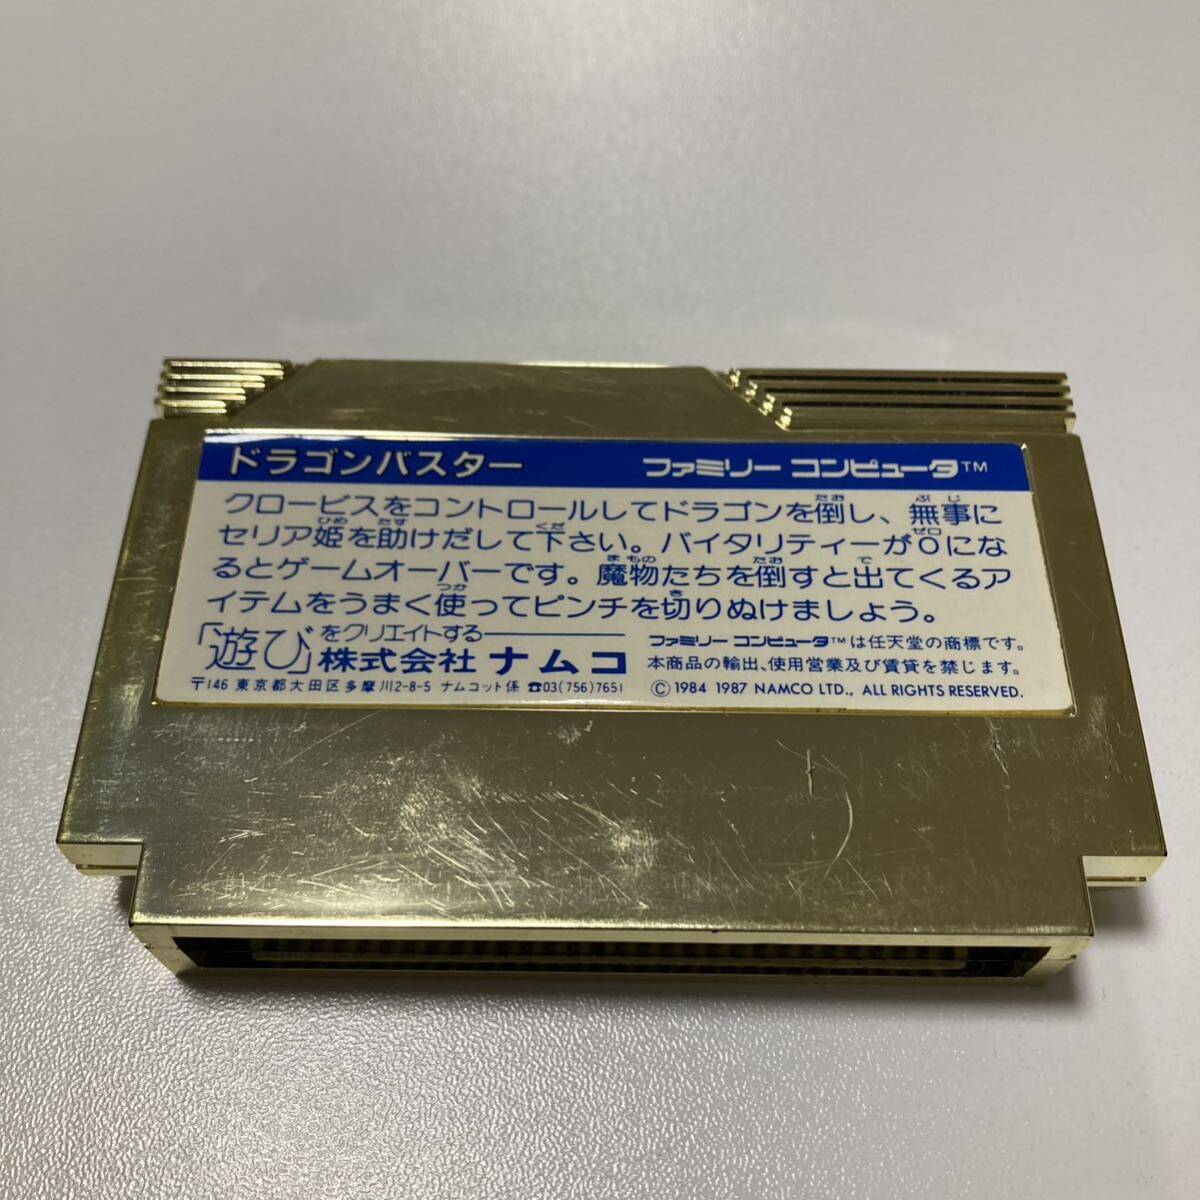 ドラゴンバスター ファミリー コンピュータTM
クロービスをコントロールしてドラゴンを倒し、無事に
セリア姫を助けだして下さい。バイタリティーが0にな
るとゲームオーバーです。魔物たちを倒すと出てくるア
イテムをうまく使ってピンチを切りぬけましょう。
「遊び」をクリエイトする
株式会社 ナムコ
〒146 東京都大田区多摩川2-8-5 ナムコット係 ☎03(756)7651
ファミリー コンピュータTMは任天堂の商標です。
本商品の輸出、使用営業及び賃貸を禁じます。
© 1984 1987 NAMCO LTD., ALL RIGHTS RESERVED.